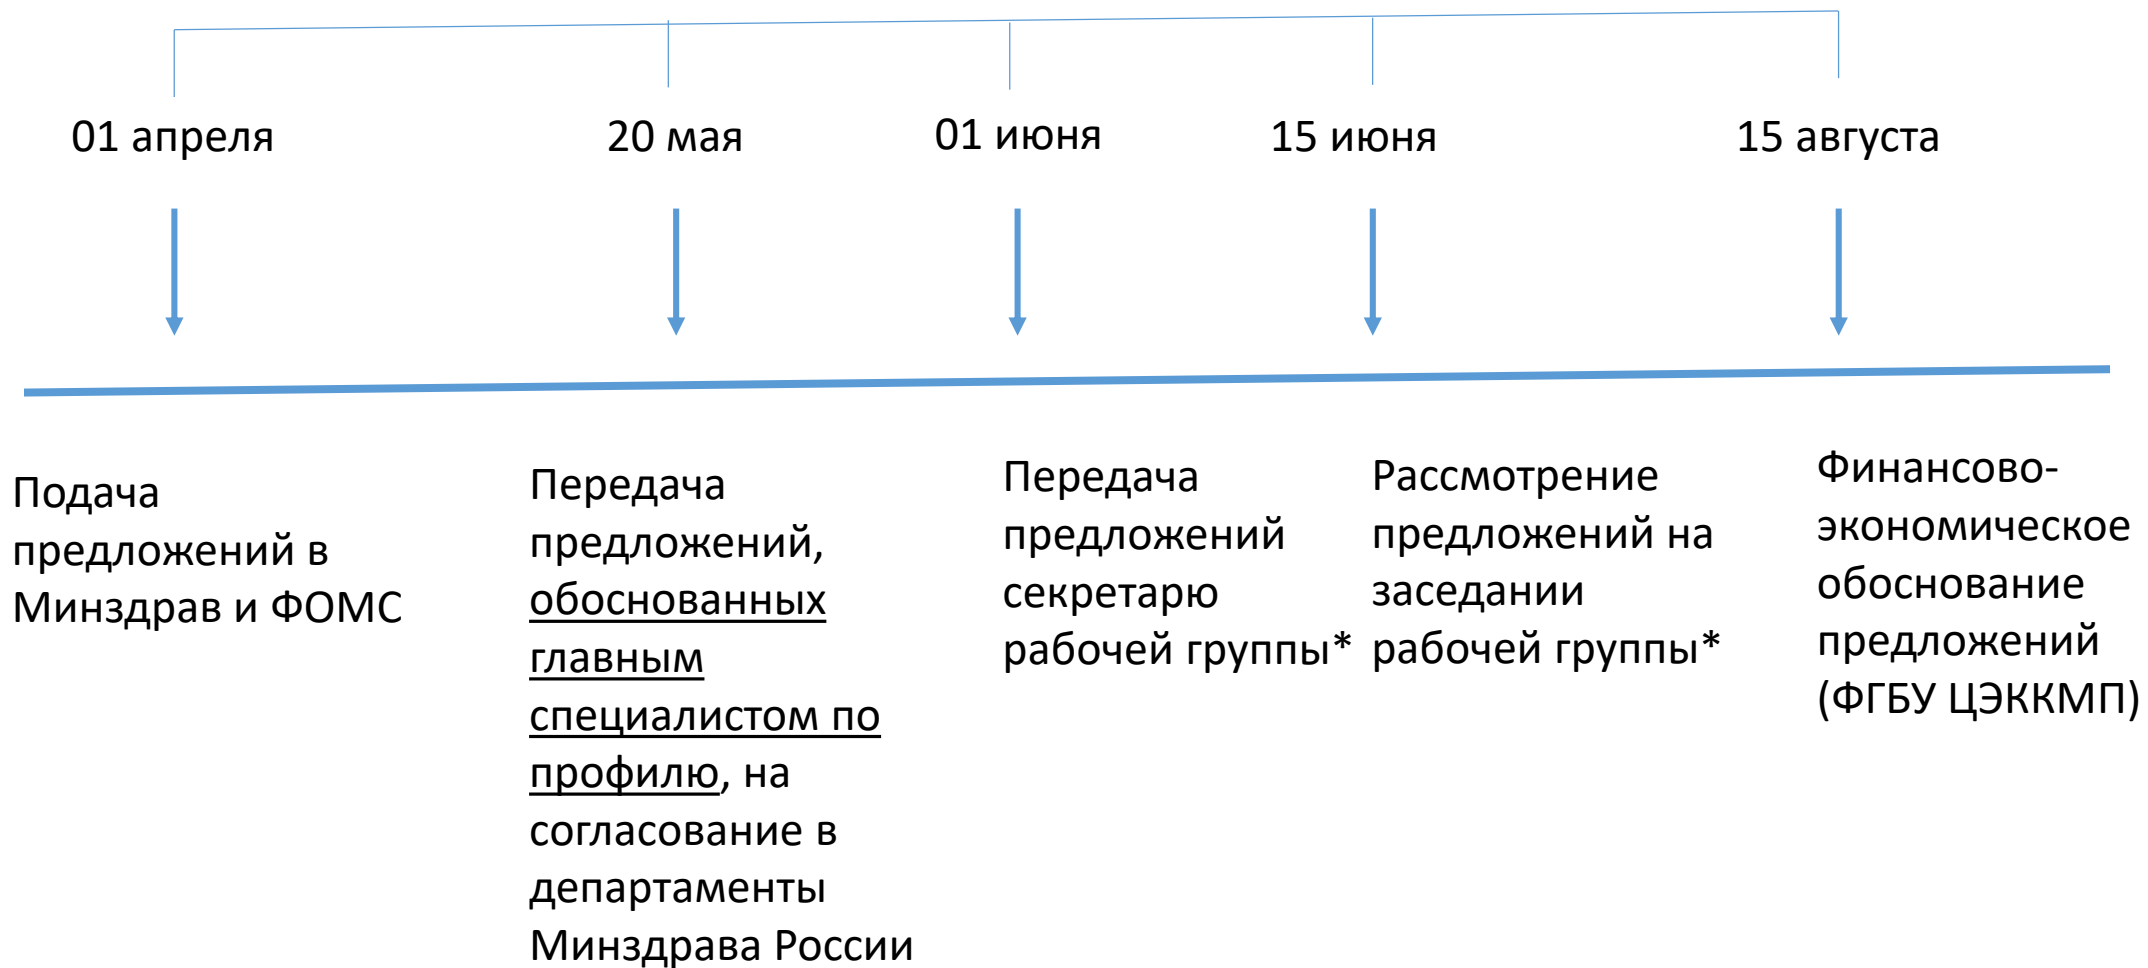 01 апреля
20 мая
01 июня
15 июня
15 августа
Подача
предложений в
Минздрав и ФОМС
Передача
предложений,
обоснованных
главным
специалистом по
профилю, на
согласование в
департаменты
Минздрава России
Передача
предложений
секретарю
рабочей группы*
Рассмотрение
предложений на
заседании
рабочей группы*
Финансово-
экономическое
обоснование
предложений
(ФГБУ ЦЭККМП)